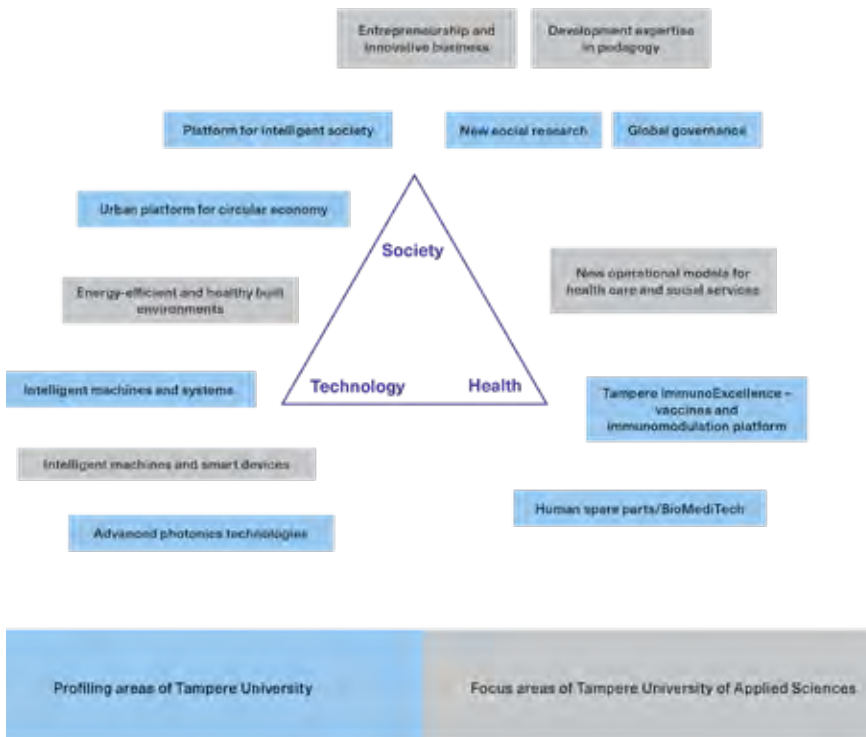 Entrepreneurship and
innovative business
Development expertise
in pedagogy
Platform for intelligent society
New social research
Global governance
Urban platform for circular economy
Society
New operational models for
health care and social services
Energy-efficient and healthy built
environments
Intelligent machines and systems
Technology
Health
Tampere ImmunoExcellence –
vaccines and
immunomodulation platform
Intelligent machines and smart devices
Human spare parts/BioMediTech
Advanced photonics technologies
Profiling areas of Tampere University
Focus areas of Tampere University of Applied Sciences